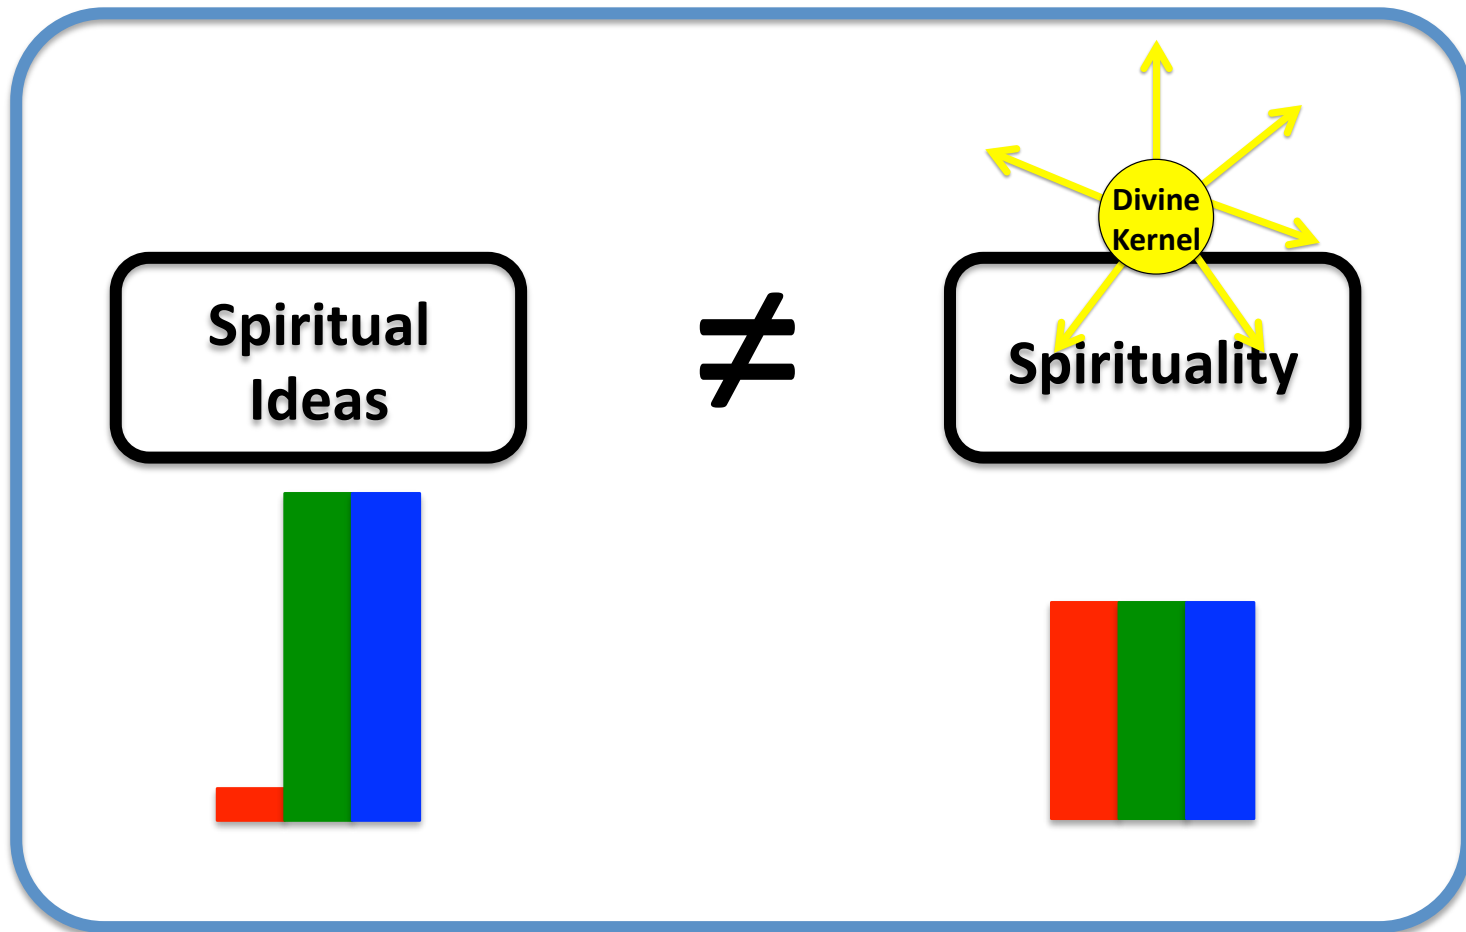 Divine
Kernel
Spiritual
Ideas
≠
Spirituality